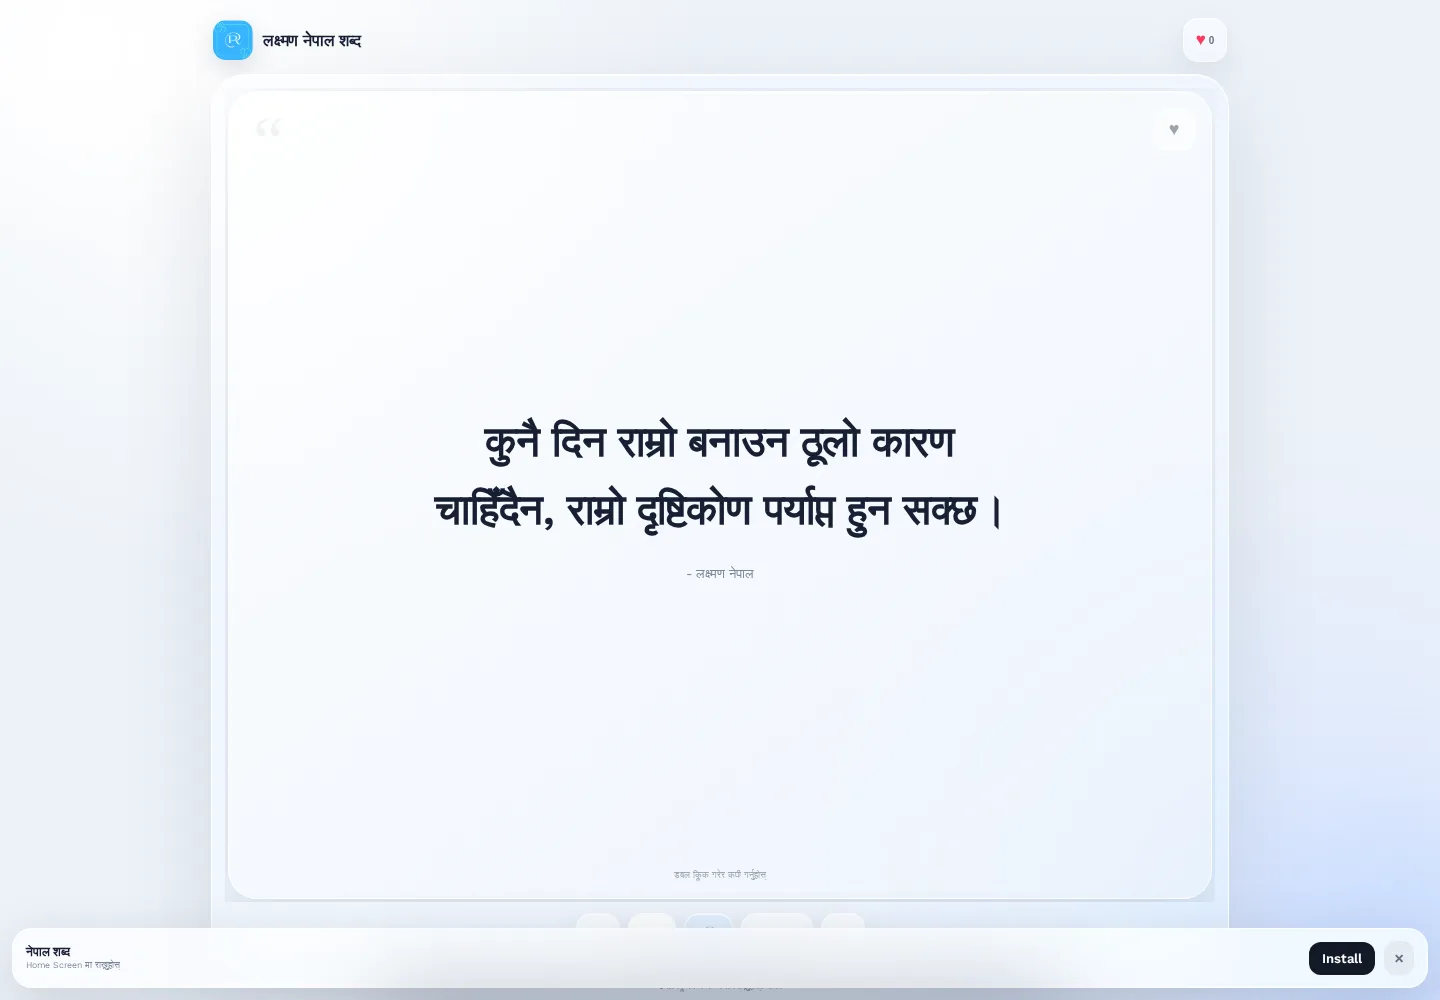 लक्ष्मण नेपाल शब्द
♥ 0
“
♥
कुनै दिन राम्रो बनाउन ठूलो कारण
चाहिँदैन, राम्रो दृष्टिकोण पर्याप्त हुन सक्छ।
- लक्ष्मण नेपाल
डबल क्लिक गरेर कपी गर्नुहोस्
नेपाल शब्द
Home Screen मा राख्नुहोस्
Install
×